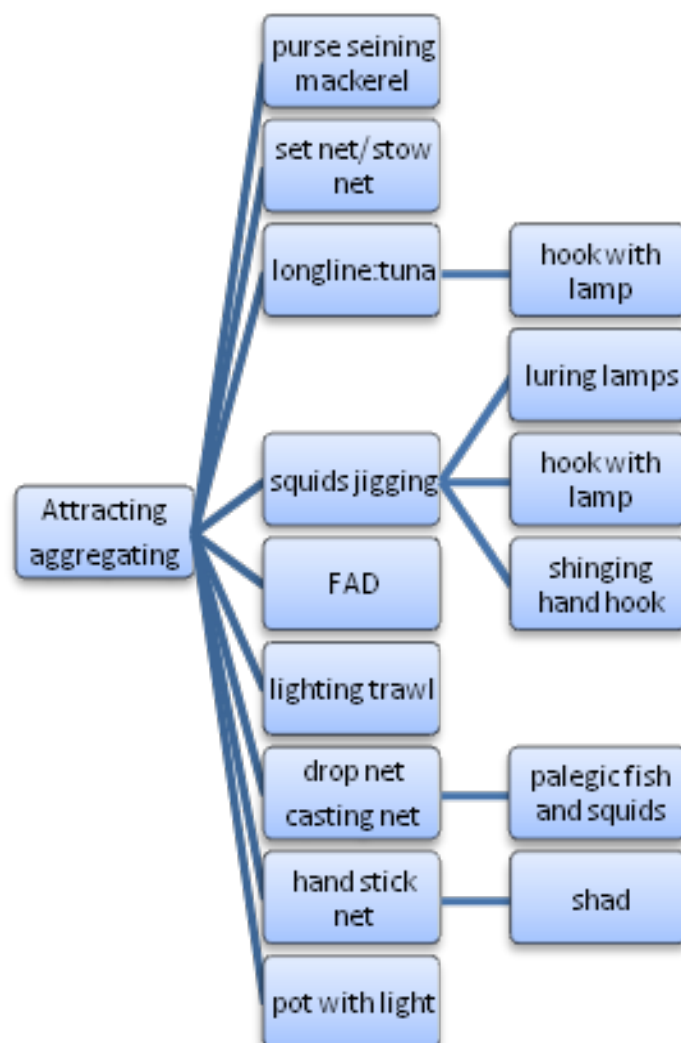 purse seining
mackerel
set net/stow
net
longline:tuna
hook with
lamp
luring lamps
squids jigging
hook with
lamp
shinging
hand hook
Attracting
aggregating
FAD
lighting trawl
drop net
casting net
palegic fish
and squids
hand stick
net
shad
pot with light